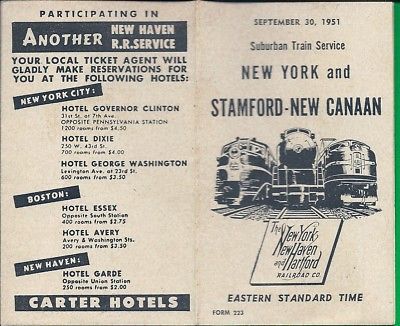 PARTICIPATING IN
ANOTHER NEW HAVEN R.R. SERVICE
YOUR LOCAL TICKET AGENT WILL
GLADLY MAKE RESERVATIONS FOR
YOU AT THE FOLLOWING HOTELS:
NEW YORK CITY:
HOTEL GOVERNOR CLINTON
31st St. at 7th Ave.
OPPOSITE PENNSYLVANIA STATION
1200 rooms from $4.50
HOTEL DIXIE
250 W. 43rd St.
700 rooms from $4.00
HOTEL GEORGE WASHINGTON
Lexington Ave. at 23rd St.
600 rooms from $3.50
BOSTON:
HOTEL ESSEX
Opposite South Station
400 rooms from $2.75
HOTEL AVERY
Avery & Washington Sts.
200 rooms from $3.50
NEW HAVEN:
HOTEL GARDE
Opposite Union Station
250 rooms from $2.00
CARTER HOTELS
SEPTEMBER 30, 1951
Suburban Train Service
NEW YORK and
STAMFORD-NEW CANAAN
The New York,
New Haven
and Hartford
RAILROAD CO.
EASTERN STANDARD TIME
FORM 223